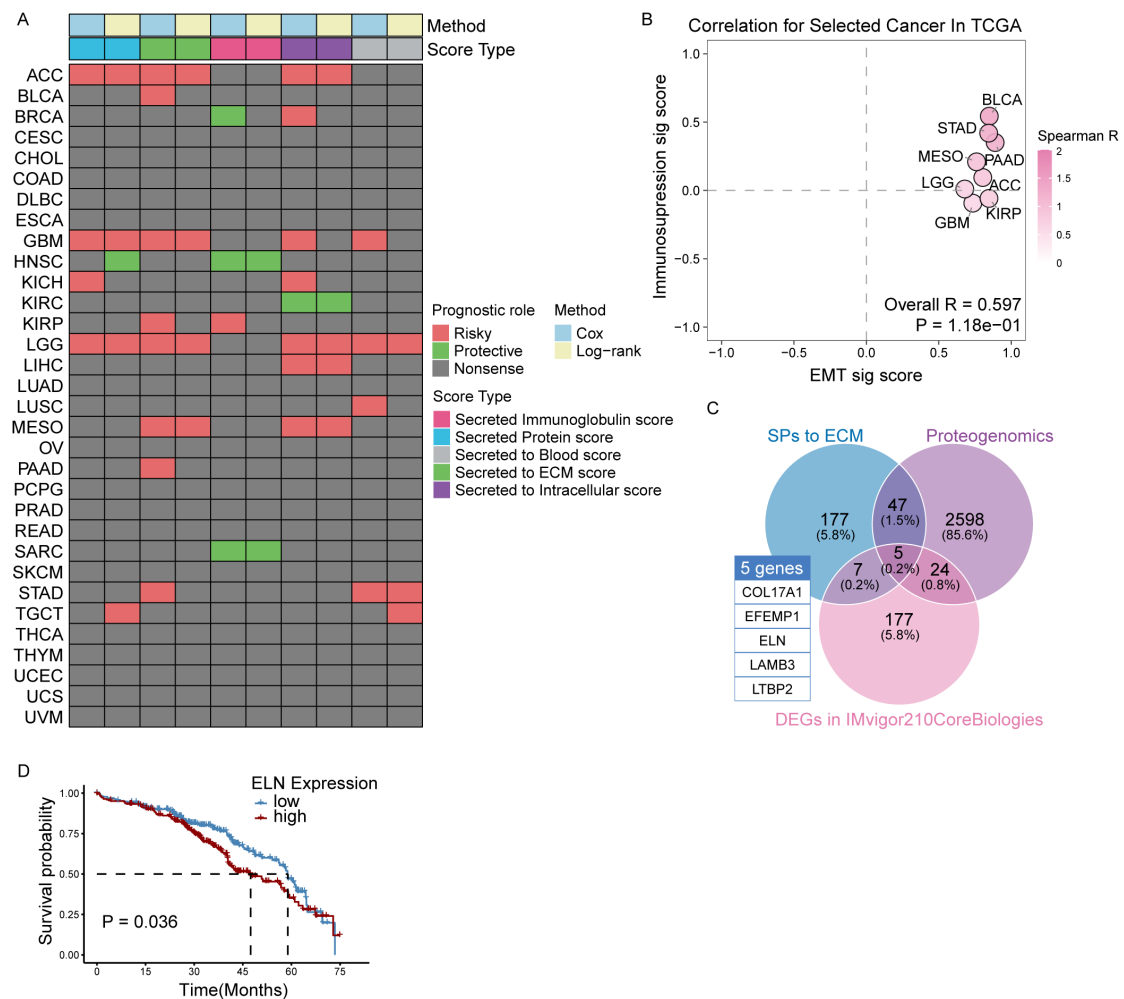 A
Method
Score Type
ACC
BLCA
BRCA
CESC
CHOL
COAD
DLBC
ESCA
GBM
HNSC
KICH
KIRC
KIRP
LGG
LIHC
LUAD
LUSC
MESO
OV
PAAD
PCPG
PRAD
READ
SARC
SKCM
STAD
TGCT
THCA
THYM
UCEC
UCS
UVM
Prognostic role
Risky
Protective
Nonsense
Method
Cox
Log−rank
Score Type
Secreted Immunoglobulin score
Secreted Protein score
Secreted to Blood score
Secreted to ECM score
Secreted to Intracellular score
B
Correlation for Selected Cancer In TCGA
Immunosupression sig score
1.0
0.5
0.0
−0.5
−1.0
BLCA
STAD
MESO
PAAD
LGG
ACC
GBM
KIRP
Overall R = 0.597
P = 1.18e−01
−1.0
−0.5
0.0
0.5
1.0
EMT sig score
Spearman R
2
1.5
1
0.5
0
C
SPs to ECM
Proteogenomics
177
(5.8%)
47
(1.5%)
2598
(85.6%)
5
(0.2%)
7
(0.2%)
24
(0.8%)
177
(5.8%)
5 genes
COL17A1
EFEMP1
ELN
LAMB3
LTBP2
DEGs in IMvigor210CoreBiologies
D
ELN Expression
low
high
Survival probability
1.00
0.75
0.50
0.25
0.00
P = 0.036
0
15
30
45
60
75
Time(Months)